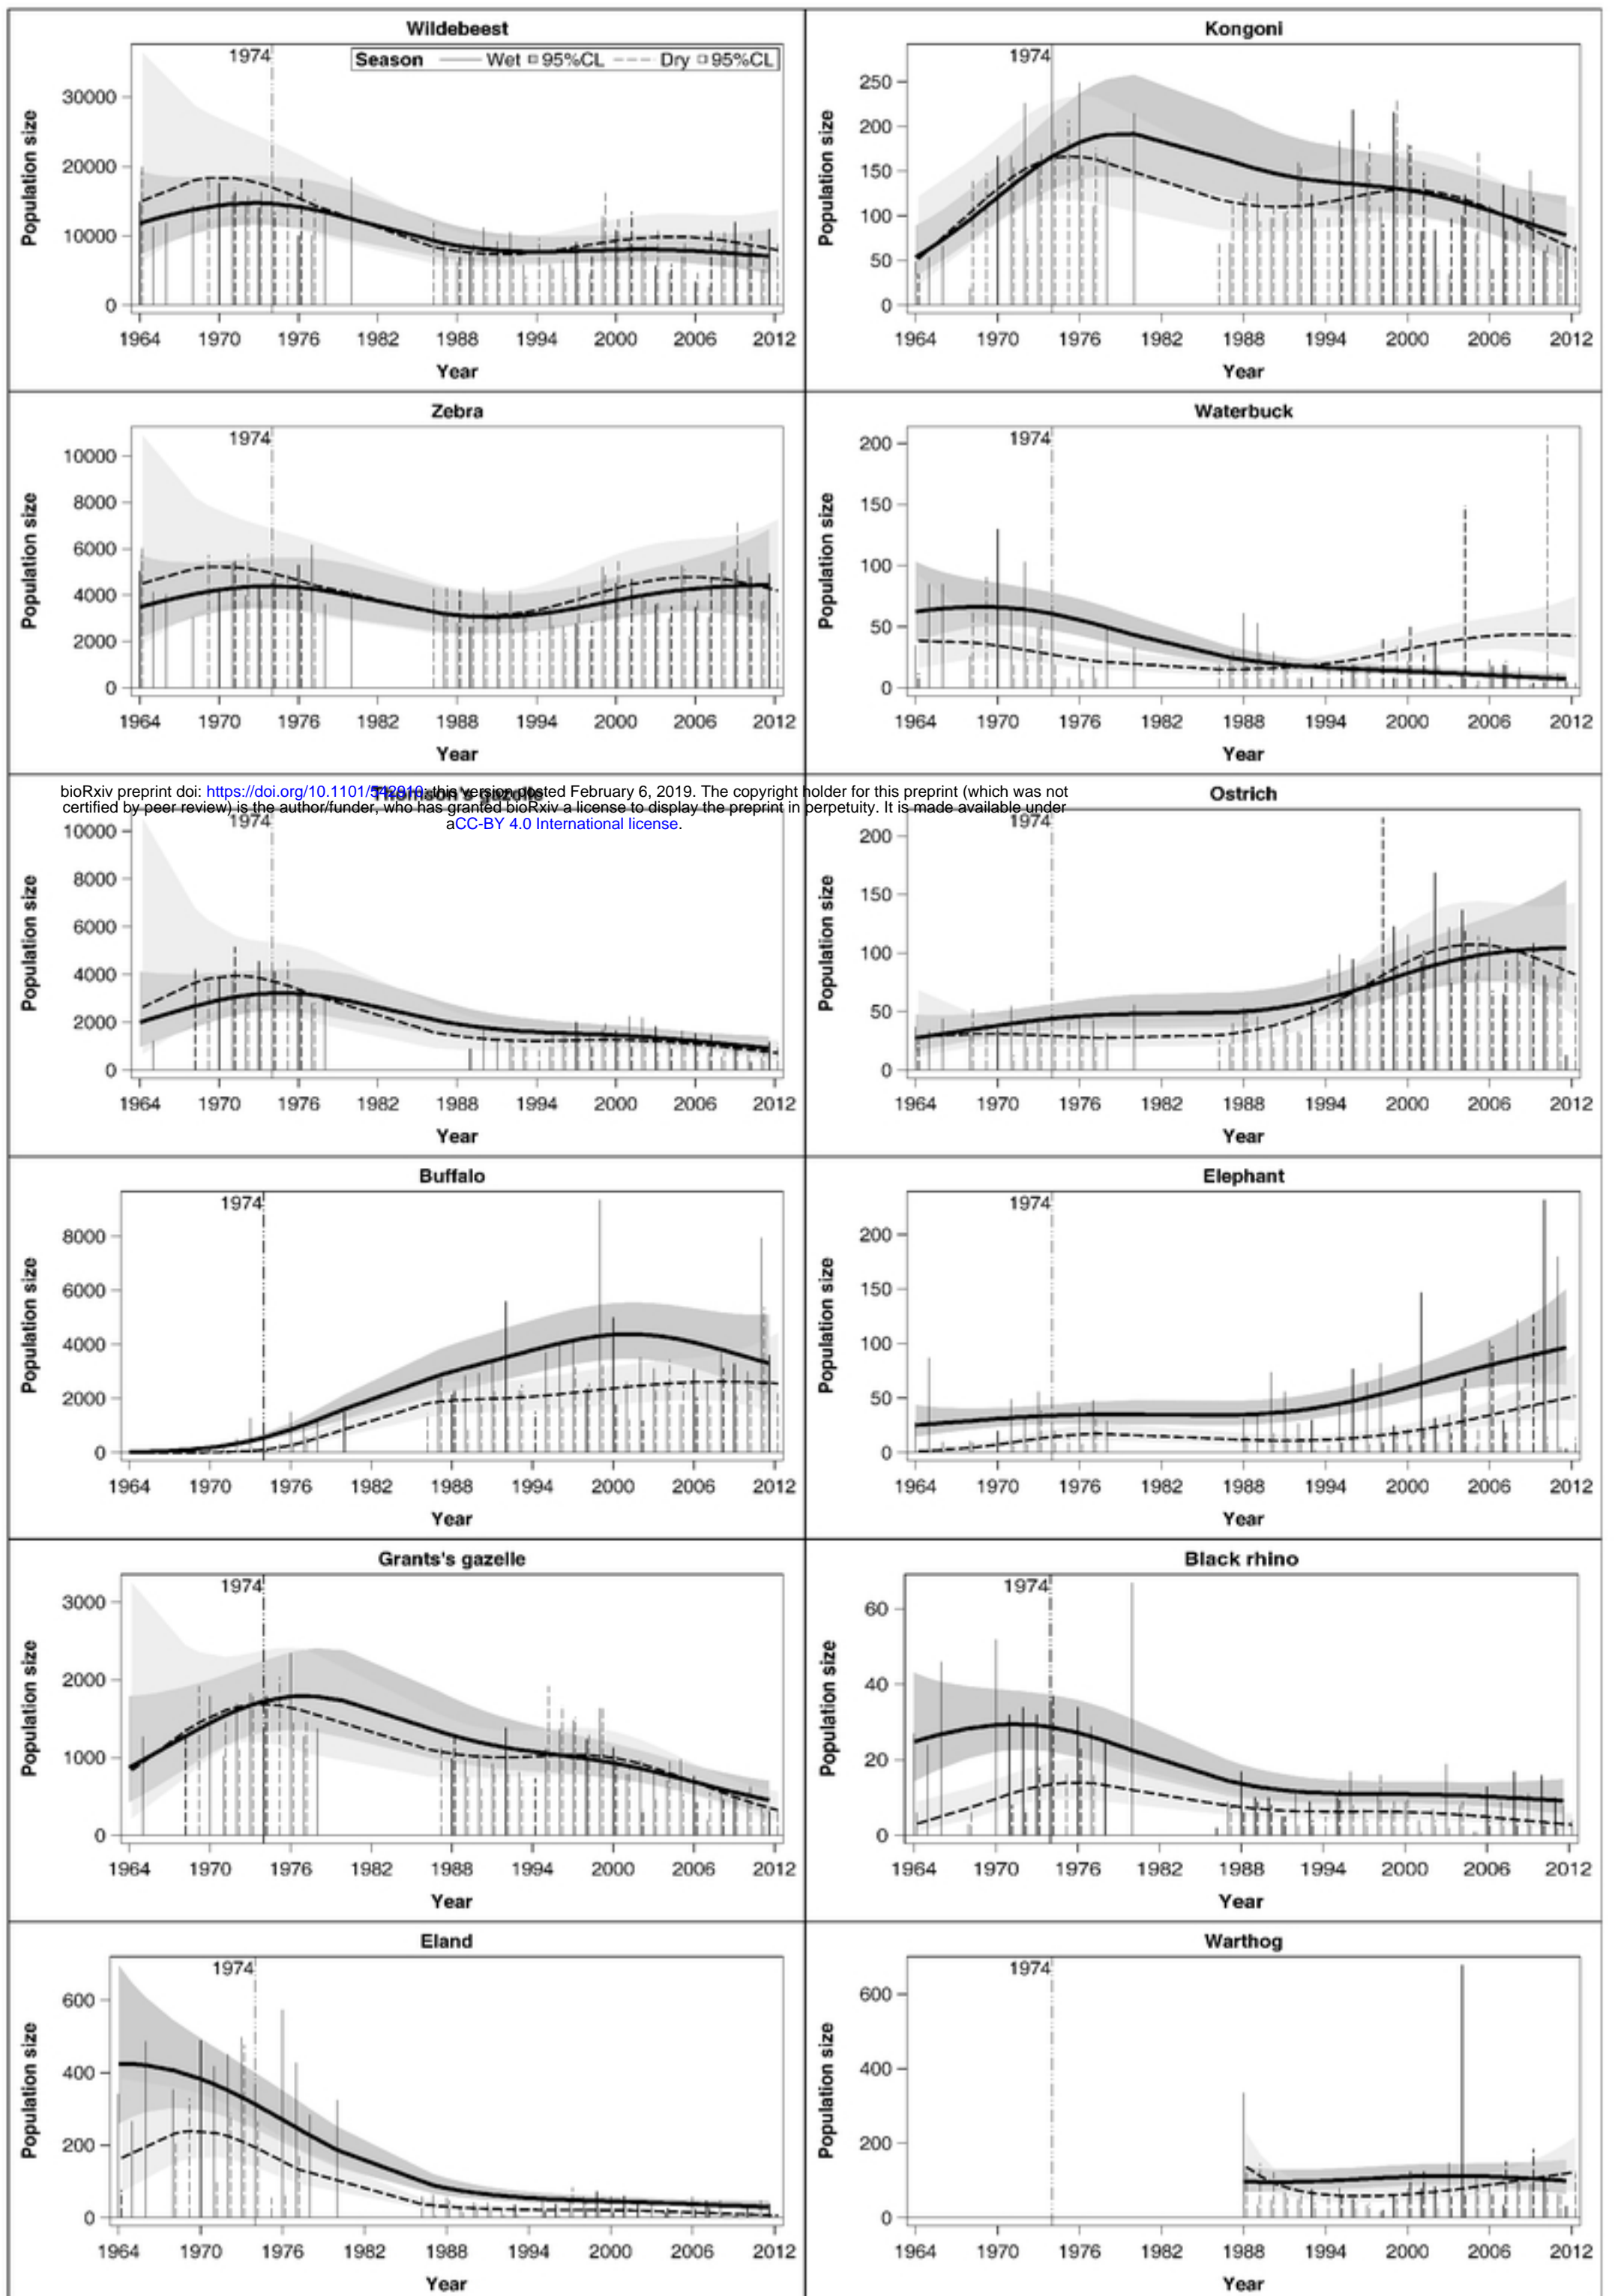 Wildebeest
1974
Season Wet 95%CL Dry 95%CL
Population size
30000
20000
10000
0
1964 1970 1976 1982 1988 1994 2000 2006 2012
Year
Kongoni
1974
Population size
250
200
150
100
50
0
1964 1970 1976 1982 1988 1994 2000 2006 2012
Year
Zebra
1974
Population size
10000
8000
6000
4000
2000
0
1964 1970 1976 1982 1988 1994 2000 2006 2012
Year
Waterbuck
1974
Population size
200
150
100
50
0
1964 1970 1976 1982 1988 1994 2000 2006 2012
Year
bioRxiv preprint doi: this version posted February 6, 2019. The copyright holder for this preprint (which was not
certified by peer review) is the author/funder, who has granted bioRxiv a license to display the preprint in perpetuity. It is made available under
aCC-BY 4.0 International license.
Thomson's gazelle
1974
Population size
10000
8000
6000
4000
2000
0
1964 1970 1976 1982 1988 1994 2000 2006 2012
Year
Ostrich
1974
Population size
200
150
100
50
0
1964 1970 1976 1982 1988 1994 2000 2006 2012
Year
Buffalo
1974
Population size
8000
6000
4000
2000
0
1964 1970 1976 1982 1988 1994 2000 2006 2012
Year
Elephant
1974
Population size
200
150
100
50
0
1964 1970 1976 1982 1988 1994 2000 2006 2012
Year
Grants's gazelle
1974
Population size
3000
2000
1000
0
1964 1970 1976 1982 1988 1994 2000 2006 2012
Year
Black rhino
1974
Population size
60
40
20
0
1964 1970 1976 1982 1988 1994 2000 2006 2012
Year
Eland
1974
Population size
600
400
200
0
1964 1970 1976 1982 1988 1994 2000 2006 2012
Year
Warthog
1974
Population size
600
400
200
0
1964 1970 1976 1982 1988 1994 2000 2006 2012
Year